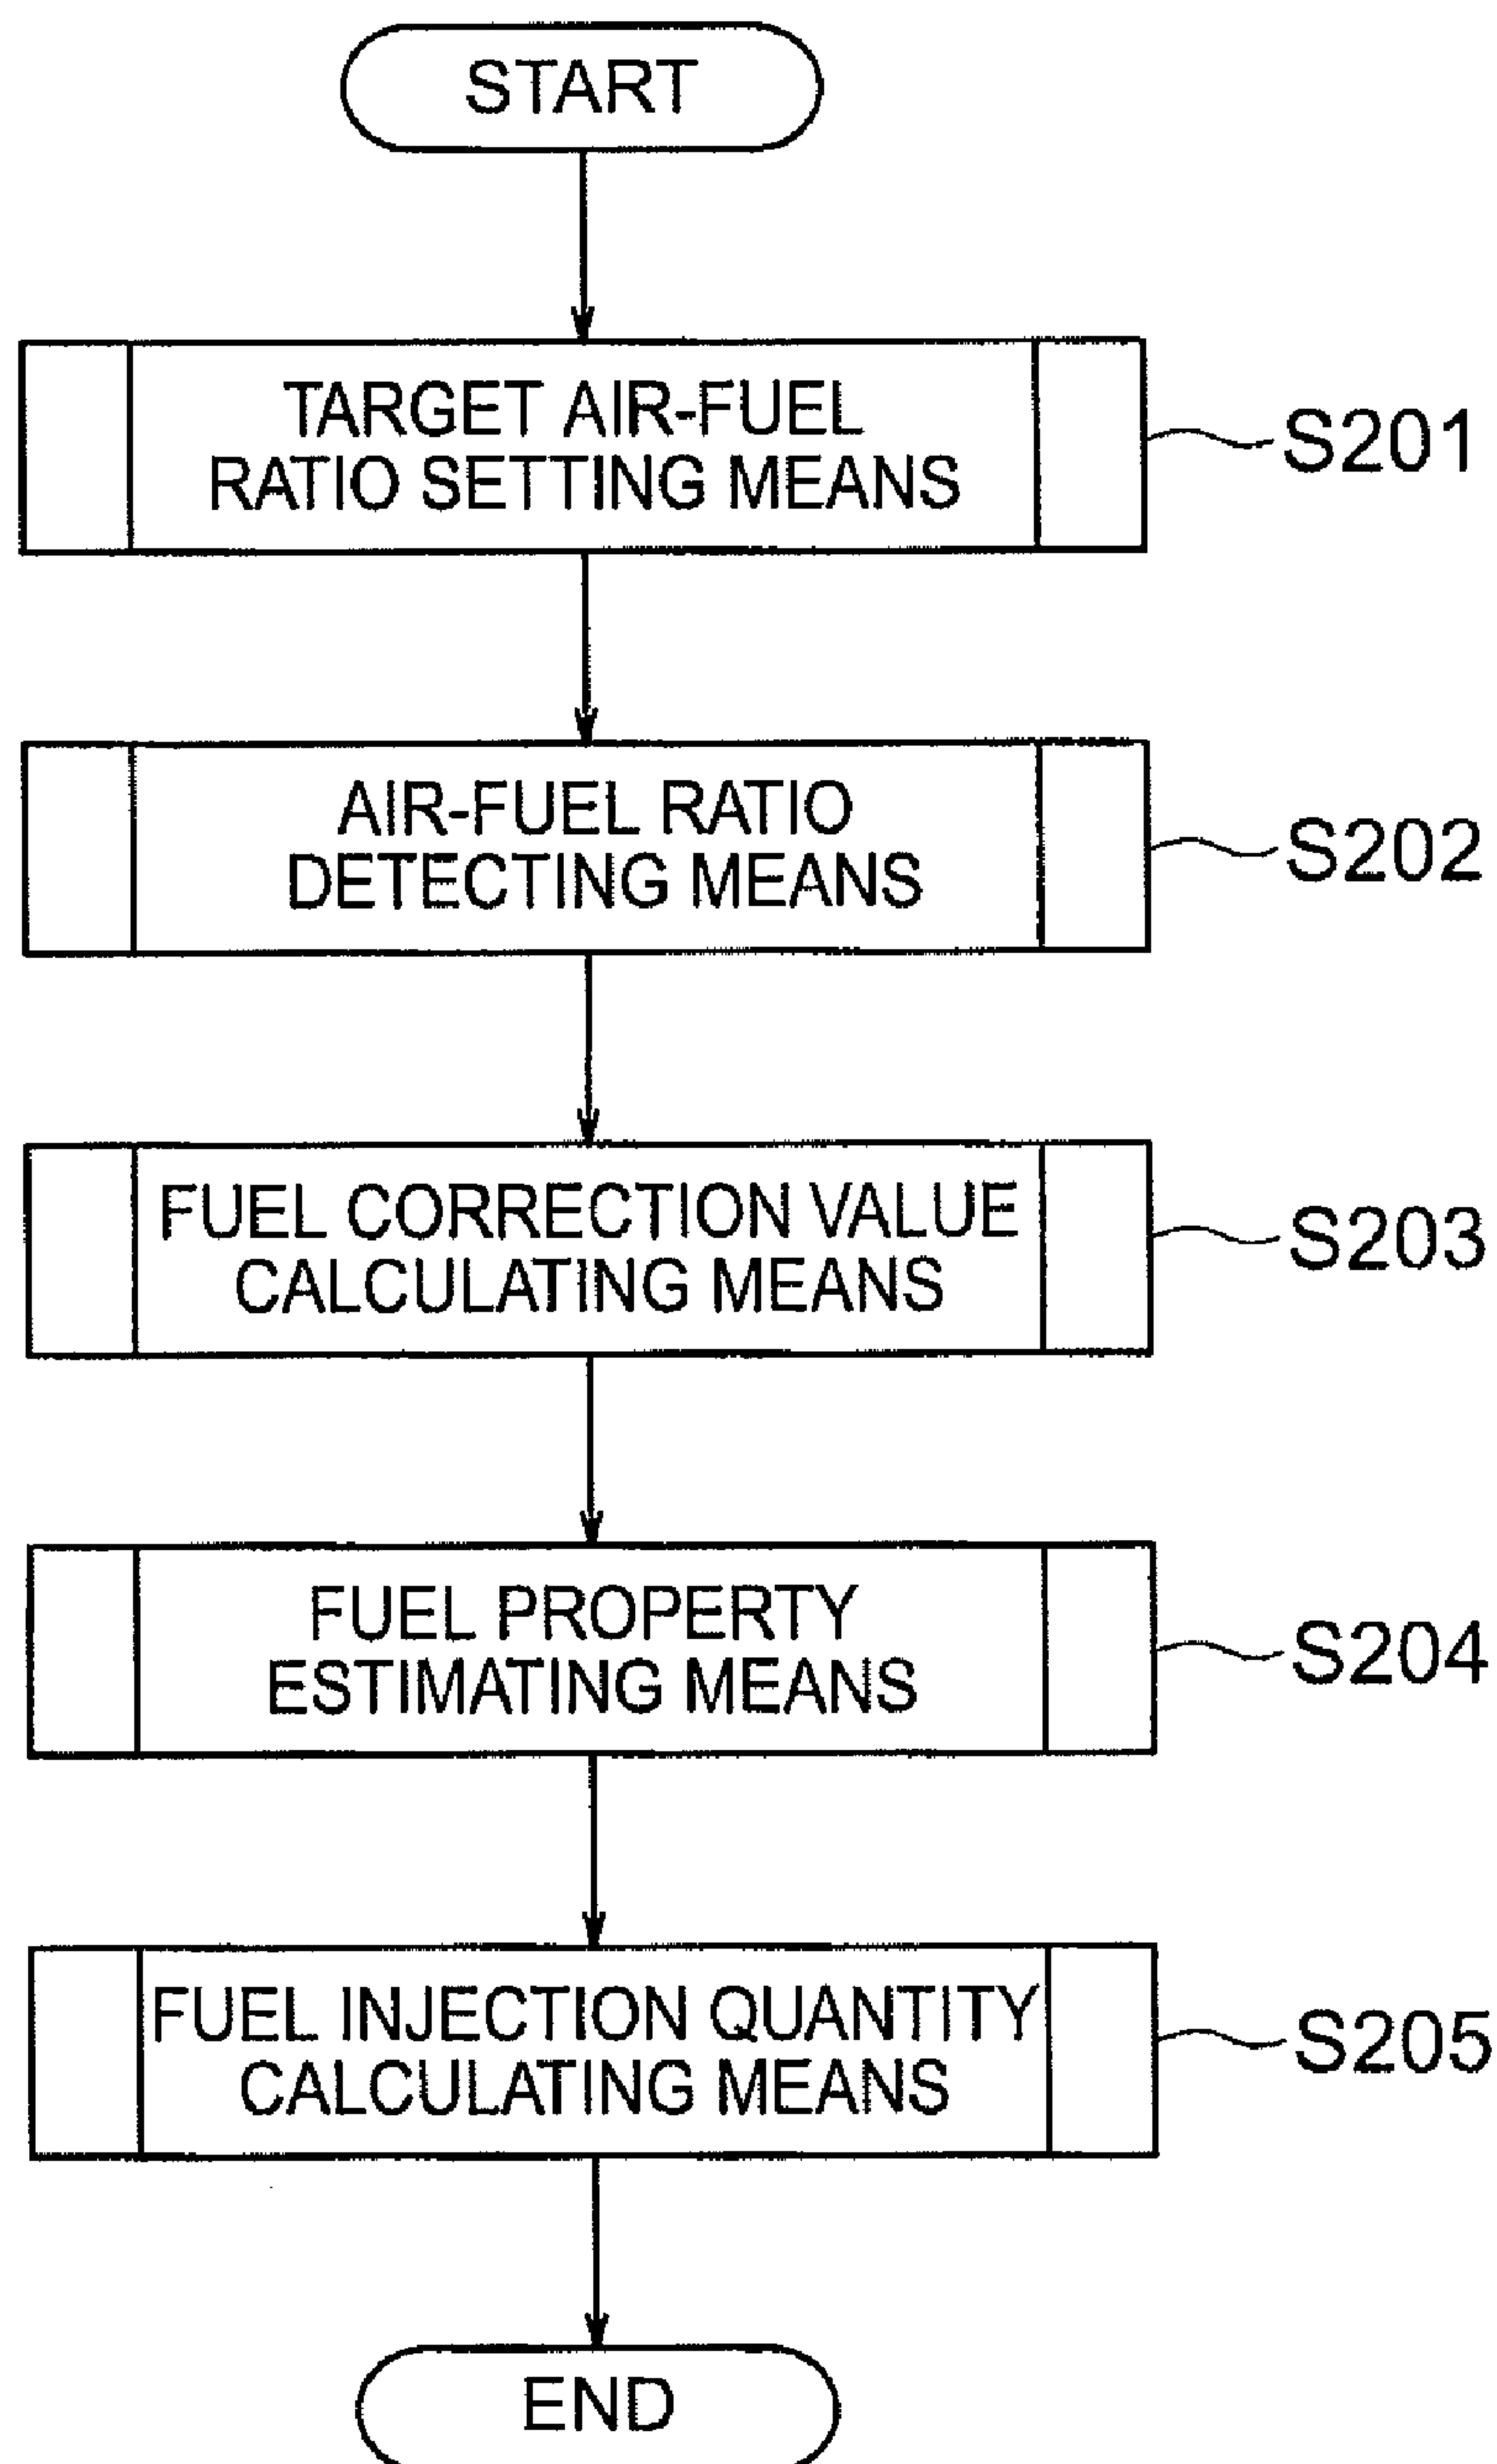 START
TARGET AIR-FUEL
RATIO SETTING MEANS
S201
AIR-FUEL RATIO
DETECTING MEANS
S202
FUEL CORRECTION VALUE
CALCULATING MEANS
S203
FUEL PROPERTY
ESTIMATING MEANS
S204
FUEL INJECTION QUANTITY
CALCULATING MEANS
S205
END